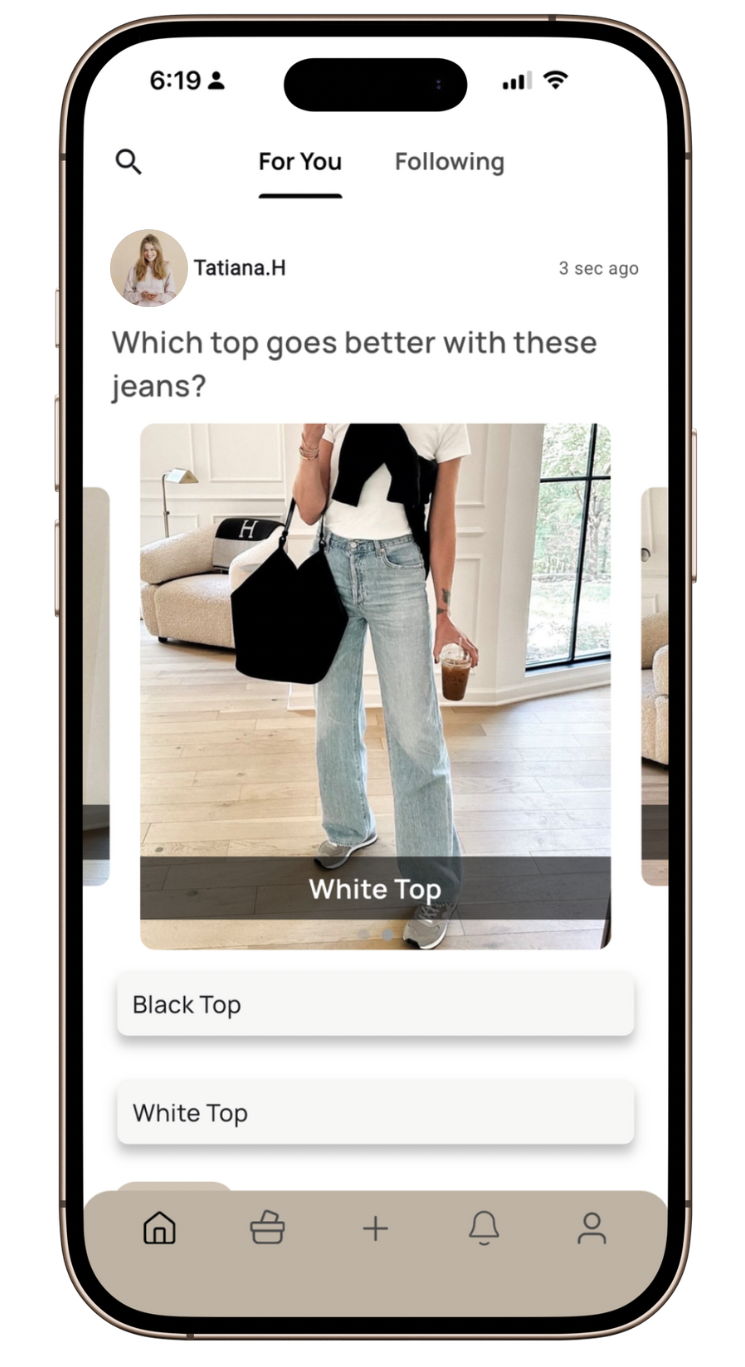 6:19
For You Following
Tatiana.H 3 sec ago
Which top goes better with these
jeans?
H
White Top
Black Top
White Top